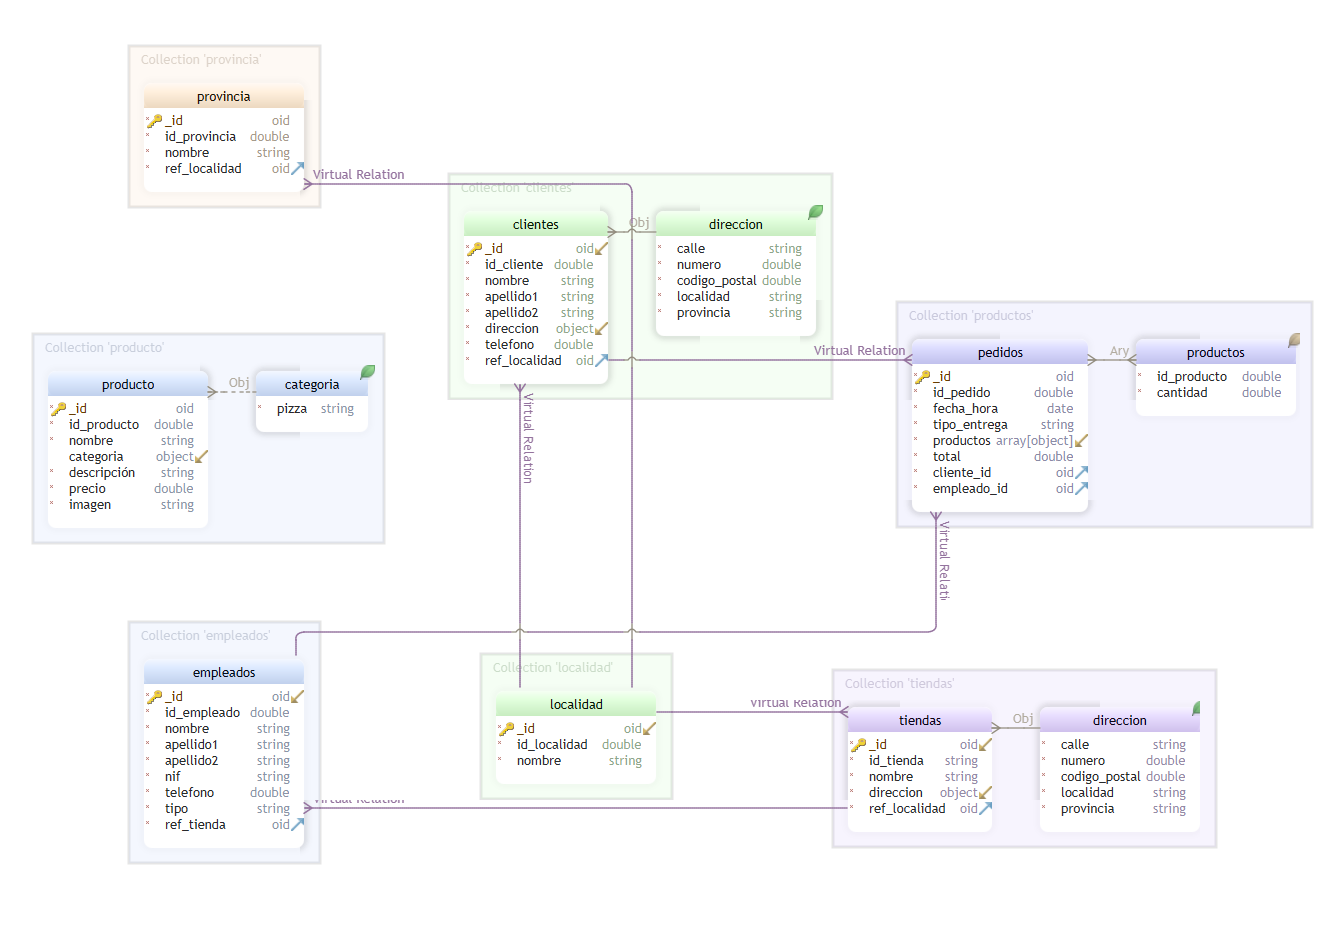 Collection 'provincia'
provincia
_id oid
id_provincia double
nombre string
ref_localidad oid
Virtual Relation
Collection 'clientes'
clientes
_id oid
id_cliente double
nombre string
apellido1 string
apellido2 string
direccion object
telefono double
ref_localidad oid
Obj
direccion
calle string
numero double
codigo_postal double
localidad string
provincia string
Virtual Relation
Collection 'productos'
pedidos
_id oid
id_pedido double
fecha_hora date
tipo_entrega string
productos array[object]
total double
cliente_id oid
empleado_id oid
Ary
productos
id_producto double
cantidad double
Collection 'producto'
producto
_id oid
id_producto double
nombre string
categoria object
descripción string
precio double
imagen string
Obj
categoria
pizza string
Virtual Relation
Virtual Relati
Collection 'empleados'
empleados
_id oid
id_empleado double
nombre string
apellido1 string
apellido2 string
nif string
telefono double
tipo string
ref_tienda oid
Virtual Relation
Collection 'localidad'
localidad
_id oid
id_localidad double
nombre string
Virtual Relation
Collection 'tiendas'
tiendas
_id oid
id_tienda string
nombre string
direccion object
ref_localidad oid
Obj
direccion
calle string
numero double
codigo_postal double
localidad string
provincia string